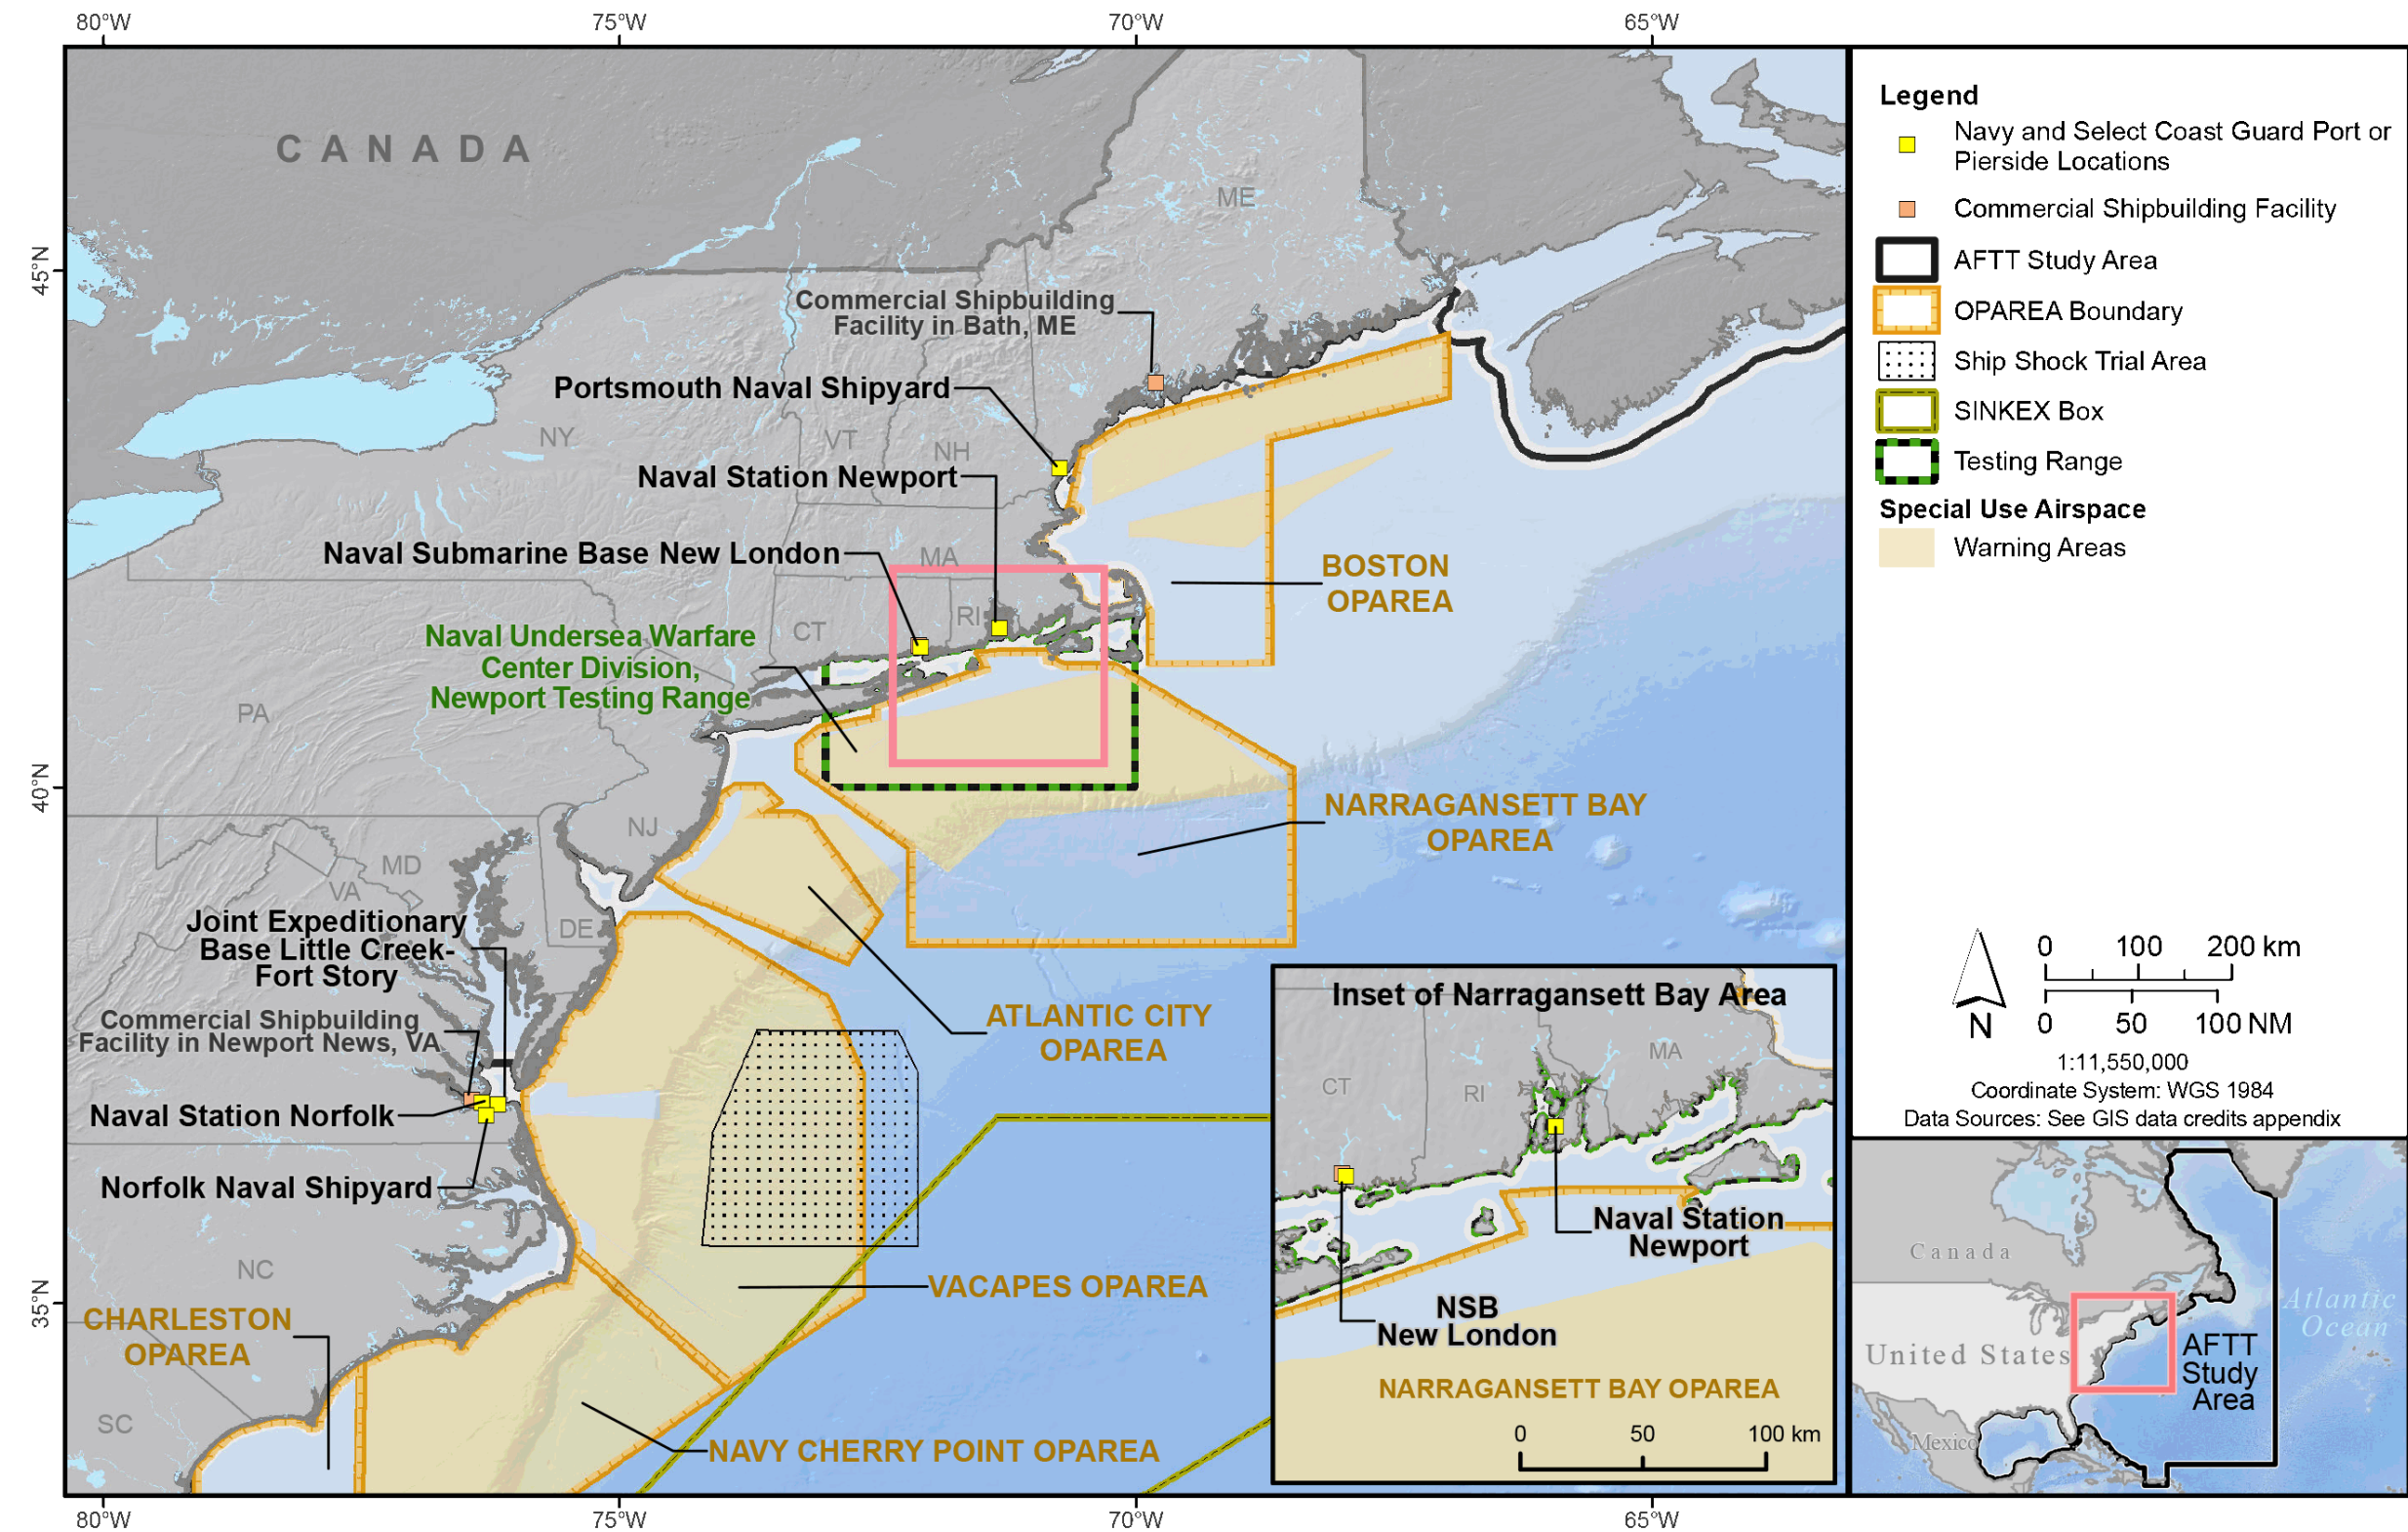 80°W
75°W
70°W
65°W
45°N
40°N
35°N
80°W
75°W
70°W
65°W
CANADA
ME
NY
VT
NH
MA
CT
RI
PA
NJ
MD
VA
DE
NC
SC
Commercial Shipbuilding
Facility in Bath, ME
Portsmouth Naval Shipyard
Naval Station Newport
Naval Submarine Base New London
Naval Undersea Warfare
Center Division,
Newport Testing Range
BOSTON
OPAREA
NARRAGANSETT BAY
OPAREA
ATLANTIC CITY
OPAREA
Joint Expeditionary
Base Little Creek-
Fort Story
Commercial Shipbuilding
Facility in Newport News, VA
Naval Station Norfolk
Norfolk Naval Shipyard
VACAPES OPAREA
CHARLESTON
OPAREA
NAVY CHERRY POINT OPAREA
Inset of Narragansett Bay Area
CT
RI
MA
Naval Station
Newport
NSB
New London
NARRAGANSETT BAY OPAREA
0 50 100 km
Legend
Navy and Select Coast Guard Port or
Pierside Locations
Commercial Shipbuilding Facility
AFTT Study Area
OPAREA Boundary
Ship Shock Trial Area
SINKEX Box
Testing Range
Special Use Airspace
Warning Areas
N
0 100 200 km
0 50 100 NM
1:11,550,000
Coordinate System: WGS 1984
Data Sources: See GIS data credits appendix
Canada
United States
Mexico
Atlantic
Ocean
AFTT
Study
Area